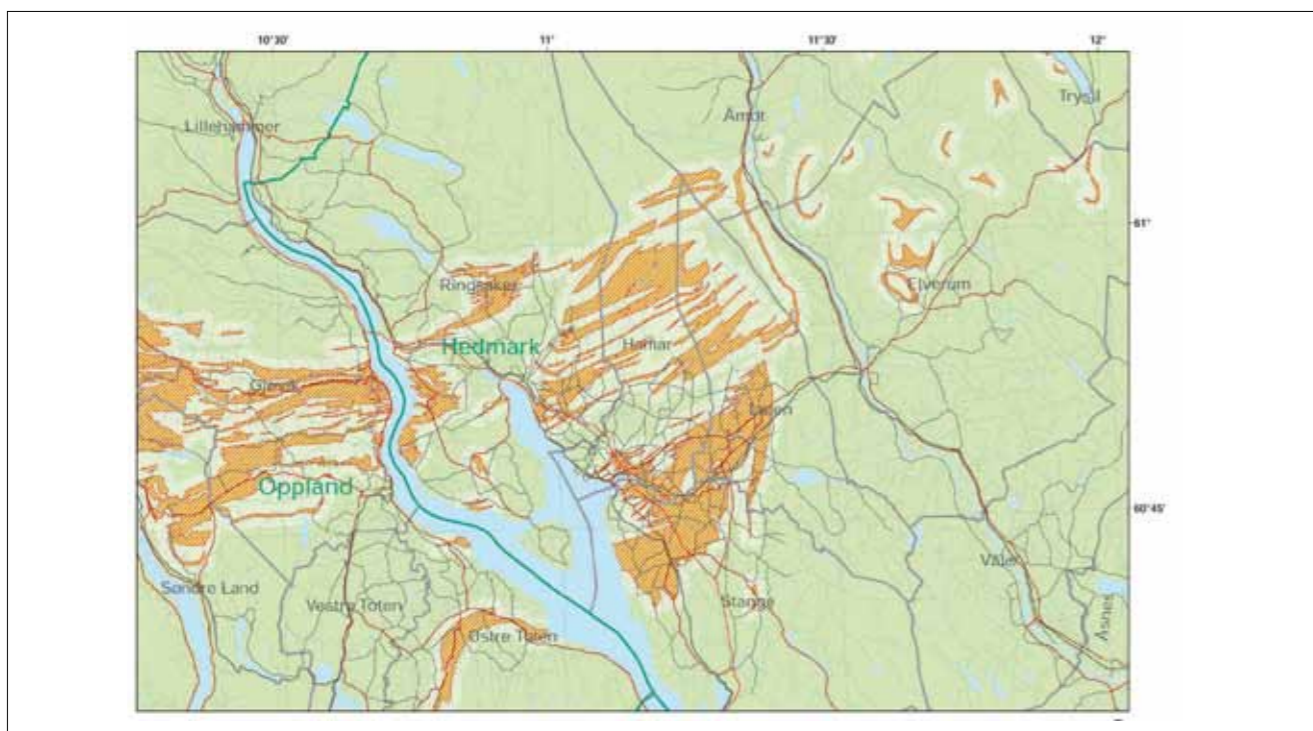 10°30'
11°
11°30'
12°
Trysil
Åmot
Lillehammer
61°
Ringsaker
Elverum
Hedmark
Hamar
Gjøvik
Løten
Oppland
60°45'
Våler
Søndre Land
Vestre Toten
Stange
Åsnes
Østre Toten